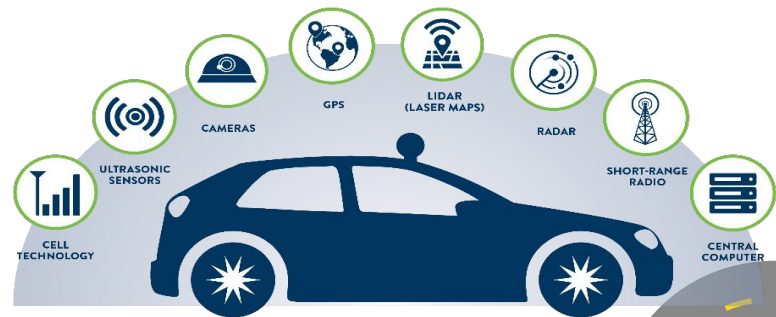 CELL
TECHNOLOGY
ULTRASONIC
SENSORS
CAMERAS
GPS
LIDAR
(LASER MAPS)
RADAR
SHORT-RANGE
RADIO
CENTRAL
COMPUTER